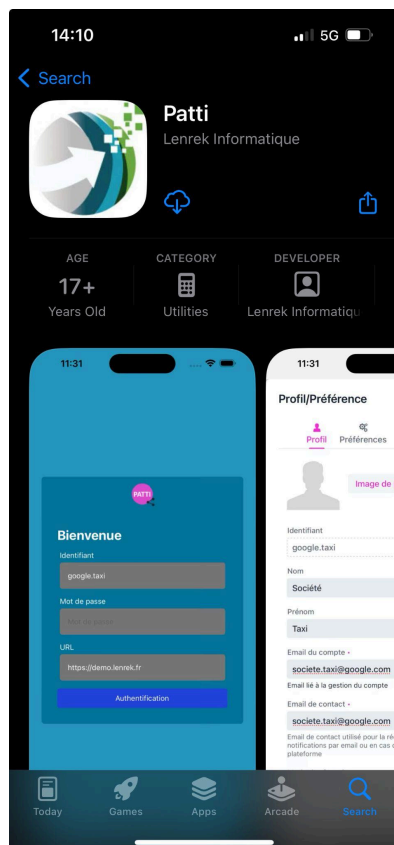 14:10
5G
Search
Patti
Lenrek Informatique
AGE
CATEGORY
DEVELOPER
17+
Years Old
Utilities
Lenrek Informatiqu
11:31
PATTI
Bienvenue
Identifiant
google.taxi
Mot de passe
Mot de passe
URL
https://demo.lenrek.fr
Authentification
11:31
Profil/Préférence
Profil
Préférences
Image de
Identifiant
google.taxi
Nom
Société
Prénom
Taxi
Email du compte •
societe.taxi@google.com
Email lié à la gestion du compte
Email de contact •
societe.taxi@google.com
Email de contact utilisé pour la ré
notifications par email ou en cas
plateforme
Today
Games
Apps
Arcade
Search